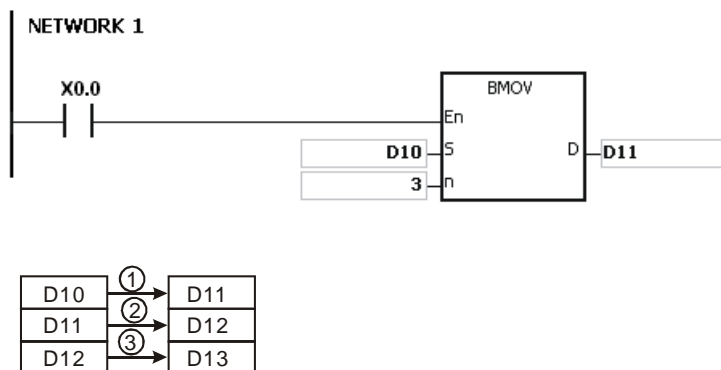 NETWORK 1
X0.0
BMOV
En
D10 S D D11
3 n
D10 ① D11
D11 ② D12
D12 ③ D13